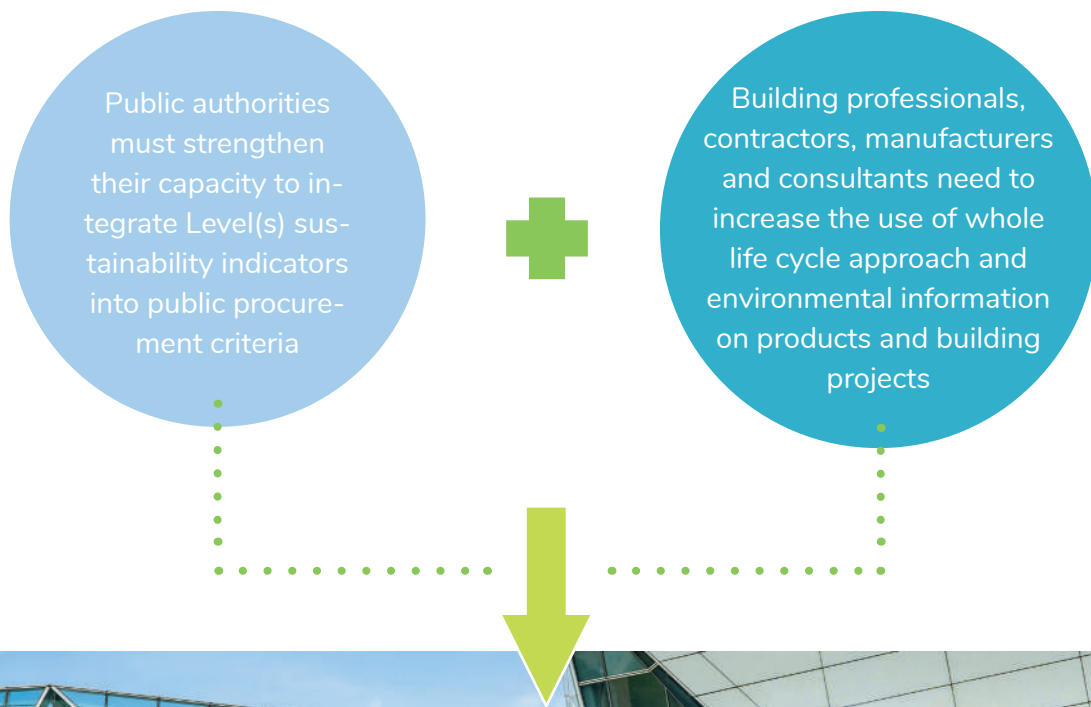 Public authorities
must strengthen
their capacity to in-
tegrate Level(s) sus-
tainability indicators
into public procure-
ment criteria
Building professionals,
contractors, manufacturers
and consultants need to
increase the use of whole
life cycle approach and
environmental information
on products and building
projects